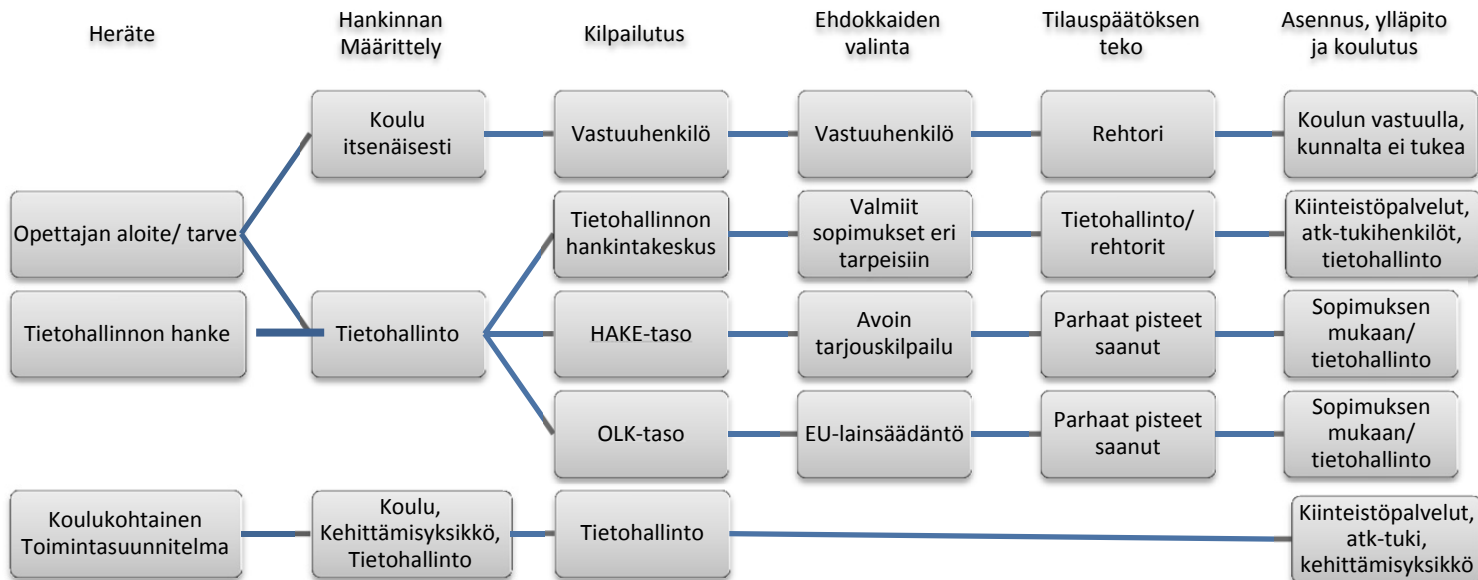 Heräte
Hankinnan
Määrittely
Kilpailutus
Ehdokkaiden
valinta
Tilauspäätöksen
teko
Asennus, ylläpito
ja koulutus
Koulu
itsenäisesti
Vastuuhenkilö
Vastuuhenkilö
Rehtori
Koulun vastuulla,
kunnalta ei tukea
Opettajan aloite/ tarve
Tietohallinnon
hankintakeskus
Valmiit
sopimukset eri
tarpeisiin
Tietohallinto/
rehtorit
Kiinteistöpalvelut,
atk-tukihenkilöt,
tietohallinto
Tietohallinnon hanke
Tietohallinto
HAKE-taso
Avoin
tarjouskilpailu
Parhaat pisteet
saanut
Sopimuksen
mukaan/
tietohallinto
OLK-taso
EU-lainsäädäntö
Parhaat pisteet
saanut
Sopimuksen
mukaan/
tietohallinto
Koulukohtainen
Toimintasuunnitelma
Koulu,
Kehittämisyksikkö,
Tietohallinto
Tietohallinto
Kiinteistöpalvelut,
atk-tuki,
kehittämisyksikkö